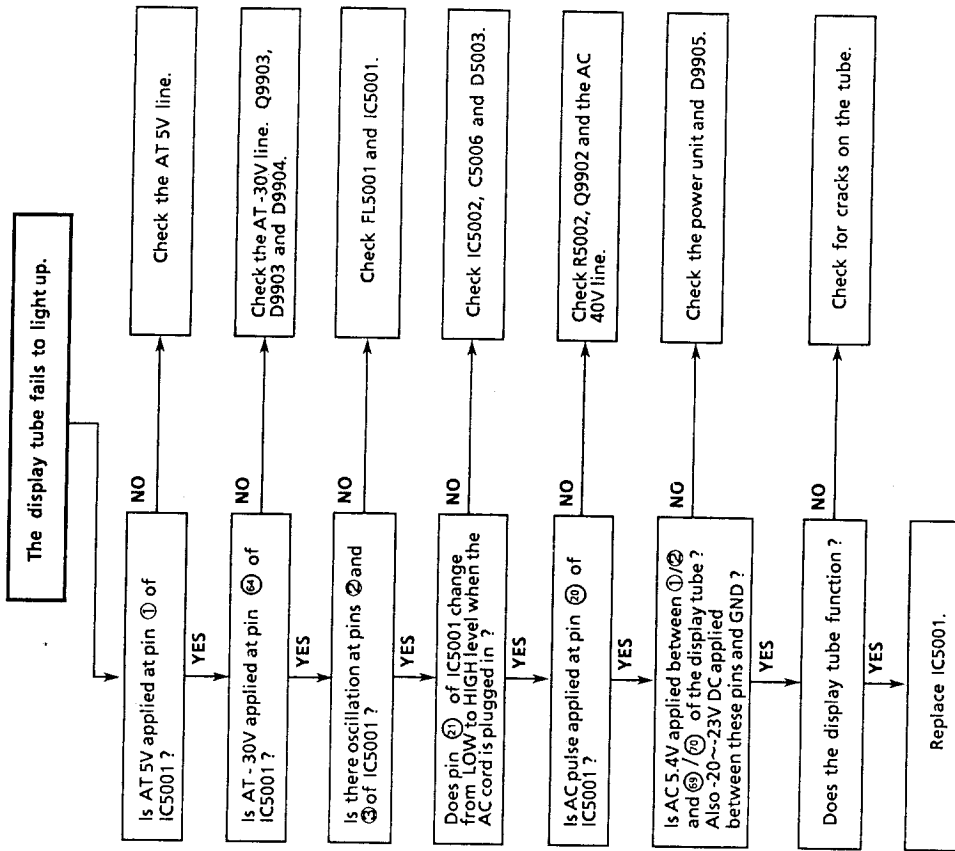 The display tube fails to light up.
Is AT 5V applied at pin ① of
IC5001 ?
NO
Check the AT 5V line.
YES
Is AT - 30V applied at pin ㉔ of
IC5001 ?
NO
Check the AT -30V line. Q9903,
D9903 and D9904.
YES
Is there oscillation at pins ② and
③ of IC5001 ?
NO
Check FL5001 and IC5001.
YES
Does pin ㉑ of IC5001 change
from LOW to HIGH level when the
AC cord is plugged in ?
NO
Check IC5002, C5006 and D5003.
YES
Is AC pulse applied at pin ⑳ of
IC5001 ?
NO
Check R5002, Q9902 and the AC
40V line.
YES
Is AC 5.4V applied between ①/②
and (69) / (70) of the display tube ?
Also -20~-23V DC applied
between these pins and GND ?
NO
Check the power unit and D9905.
YES
Does the display tube function ?
NO
Check for cracks on the tube.
YES
Replace IC5001.